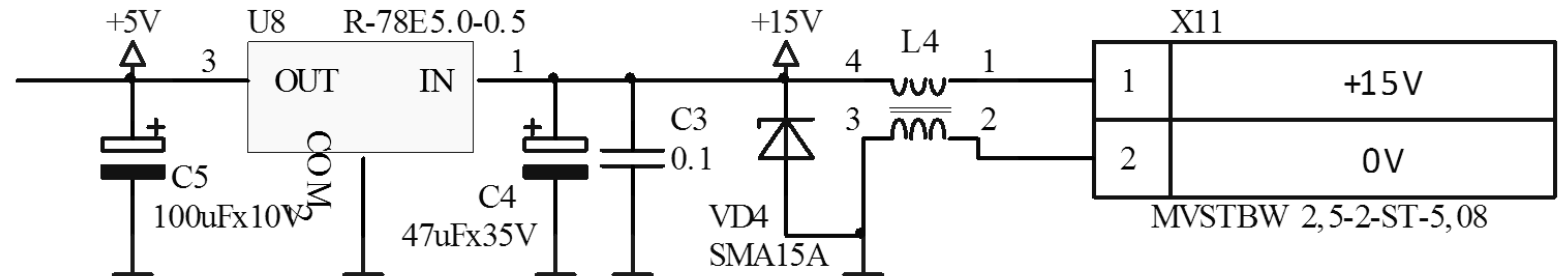 +5V
U8
R-78E5.0-0.5
+15V
X11
3
OUT
IN
1
4
L4
1
1
+15V
+
COM
2
+
C3
0.1
3
2
2
0V
C5
100uFx10V
C4
47uFx35V
VD4
SMA15A
MVSTBW 2,5-2-ST-5,08